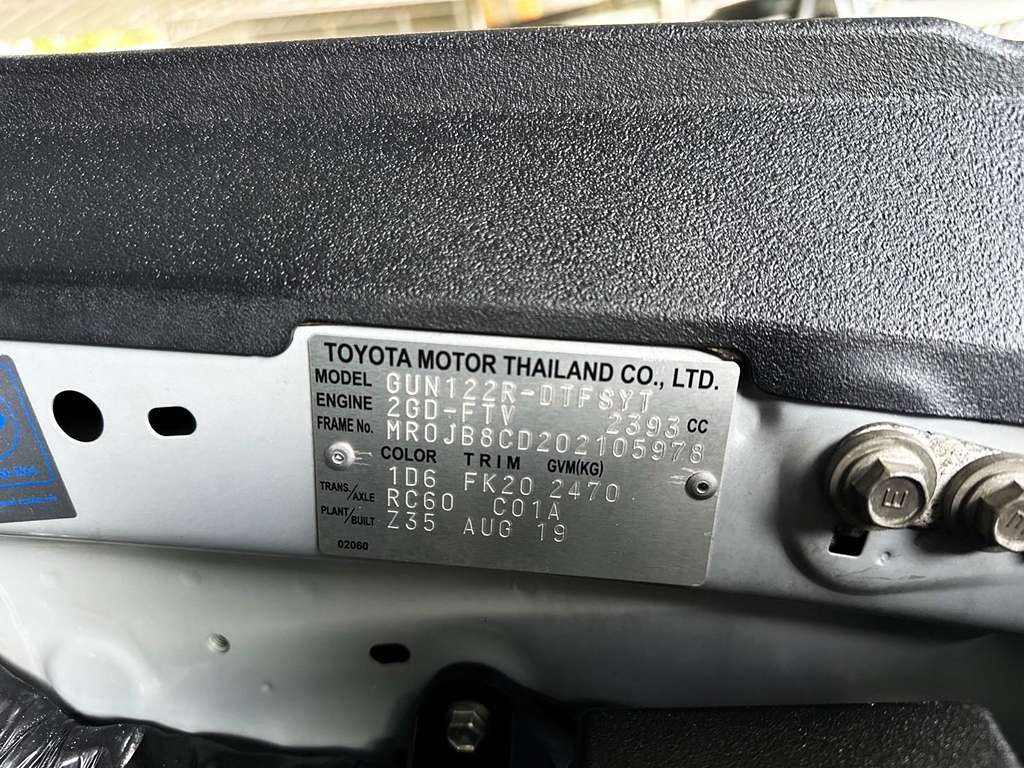 TOYOTA MOTOR THAILAND CO., LTD.
MODEL GUN122R-DTFSYT
ENGINE 2GD-FTV 2393 CC
FRAME No. MR0JB8CD202105978
COLOR TRIM GVM(KG)
1D6 FK20 2470
TRANS./AXLE RC60 C01A
PLANT/BUILT Z35 AUG 19
02060
E